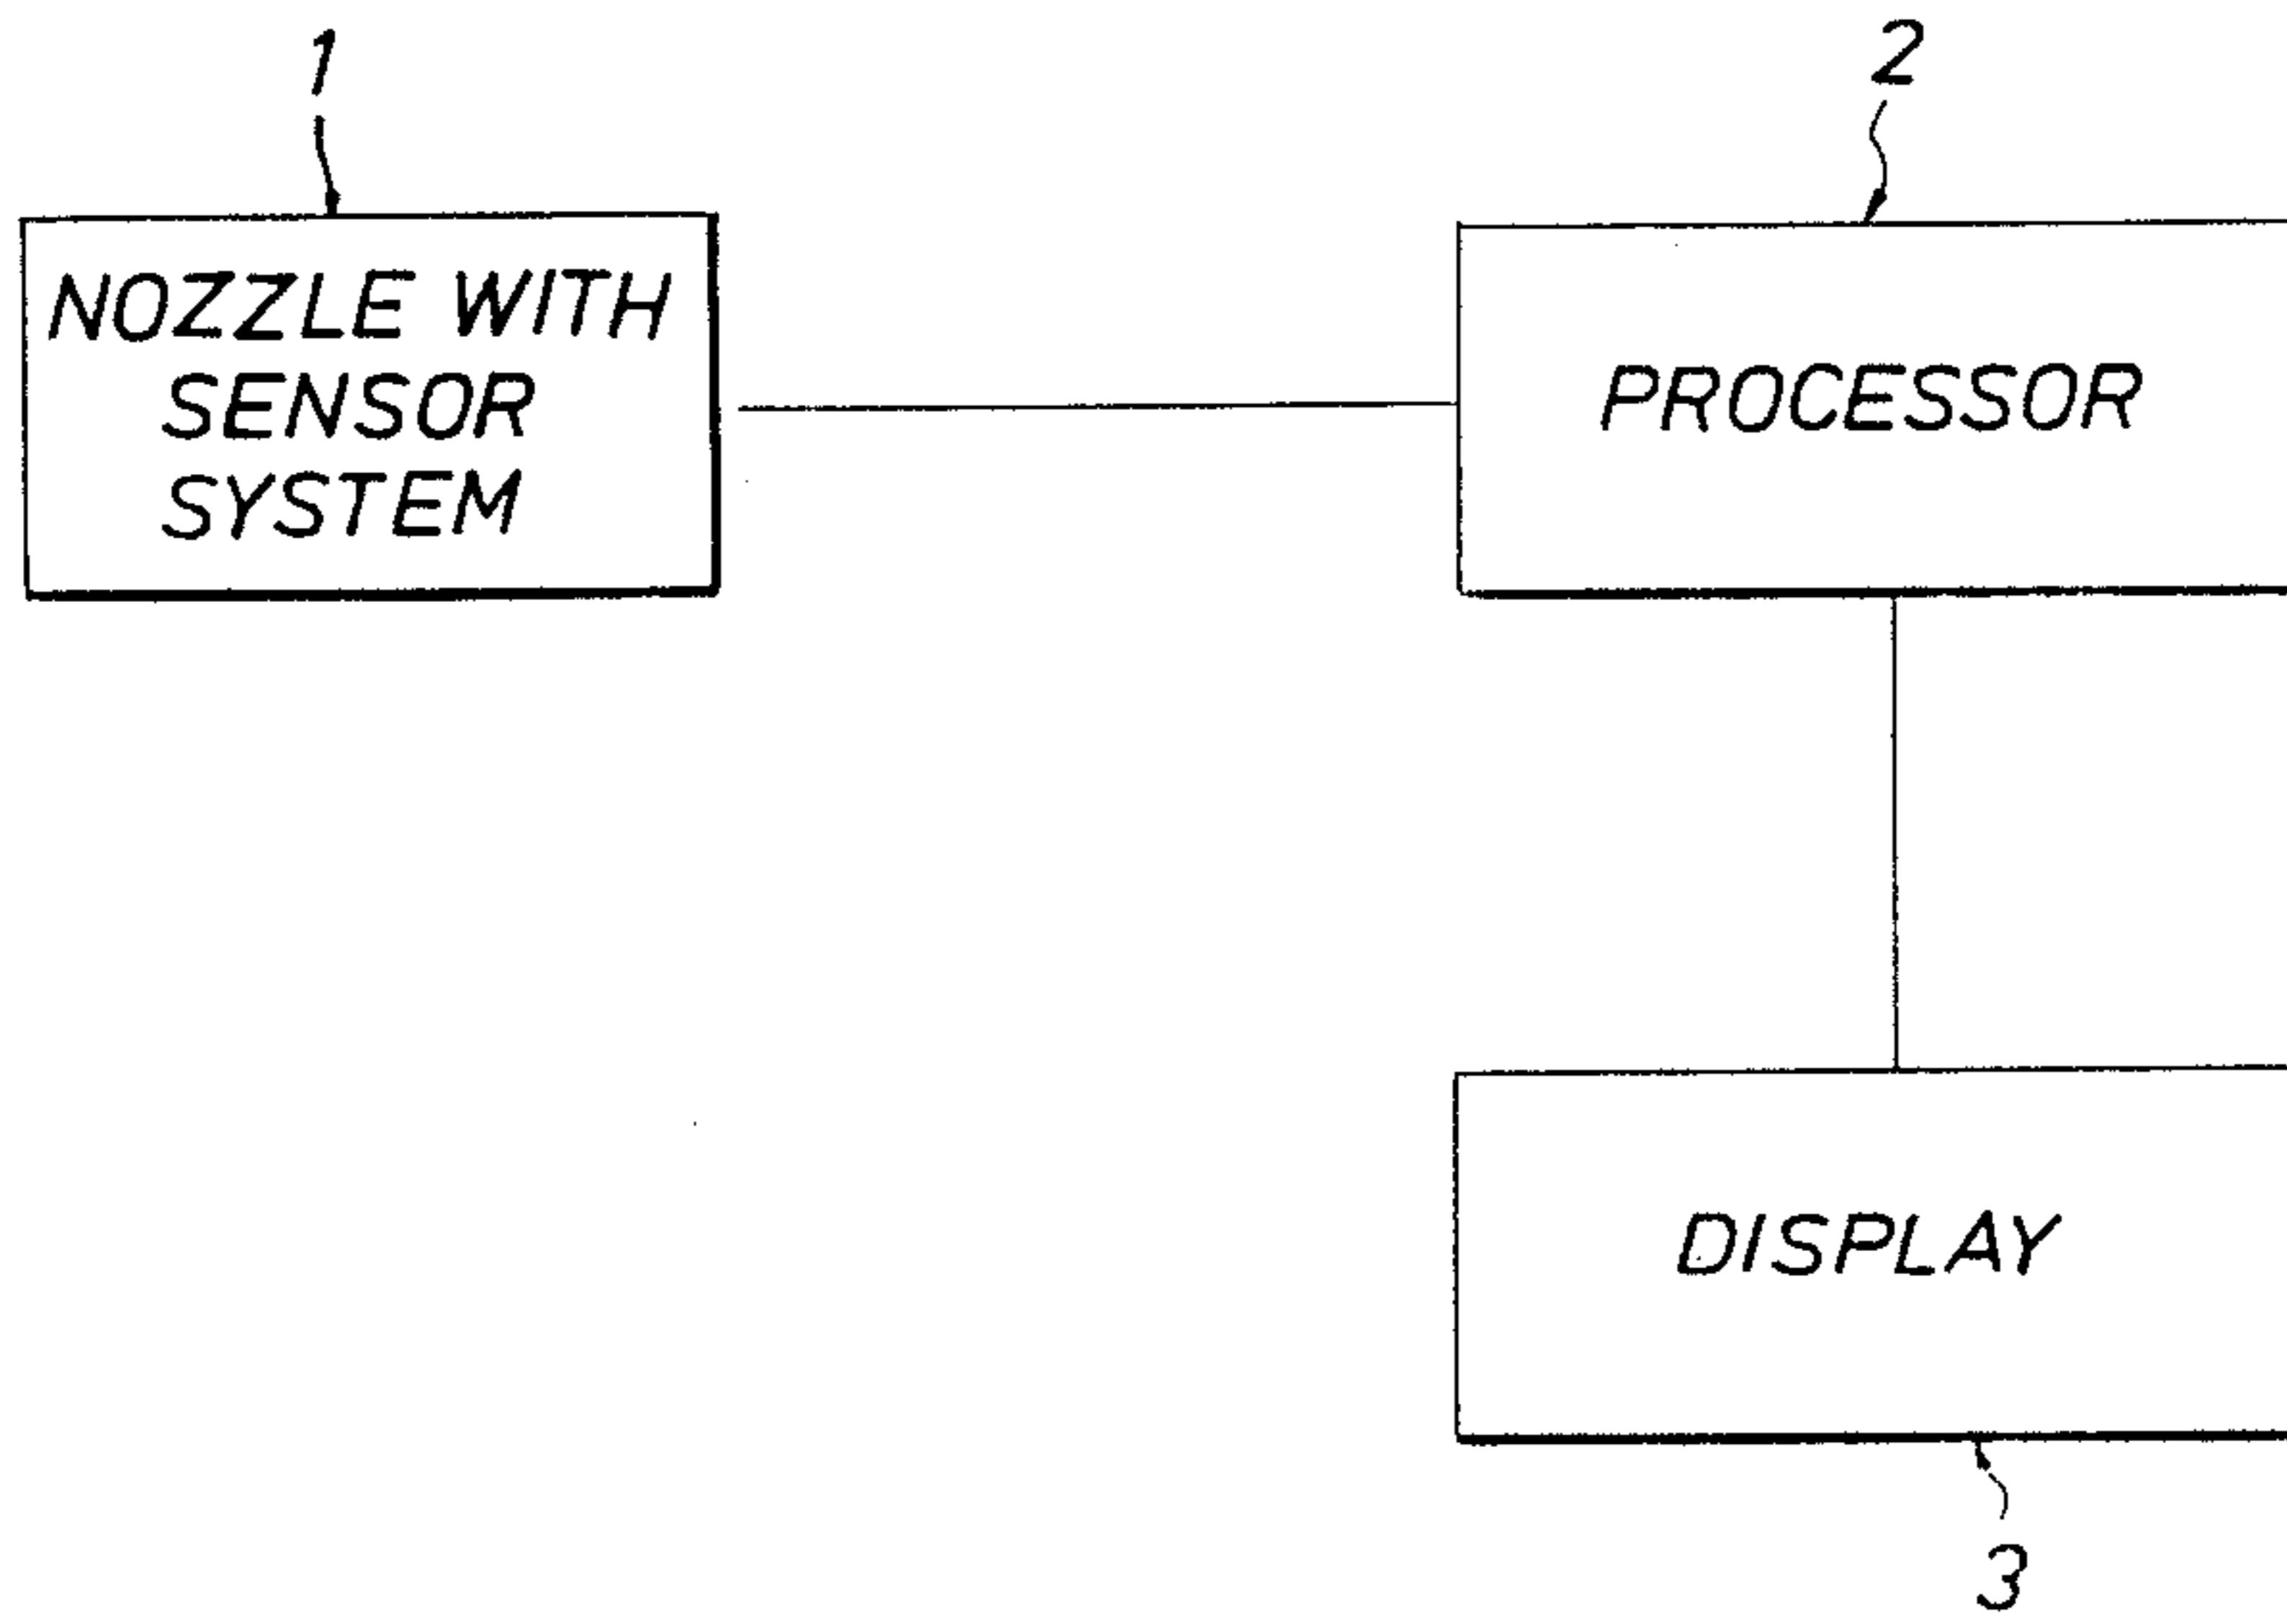 1
2
NOZZLE WITH
SENSOR
SYSTEM
PROCESSOR
DISPLAY
3